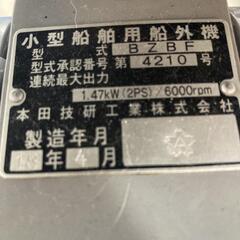 小型船舶用船外機
型式 BZBF
型式承認番号 第 4210 号
連続最大出力
1.47kW(2PS)/6000rpm
本田技研工業株式会社
製造年月
年4月